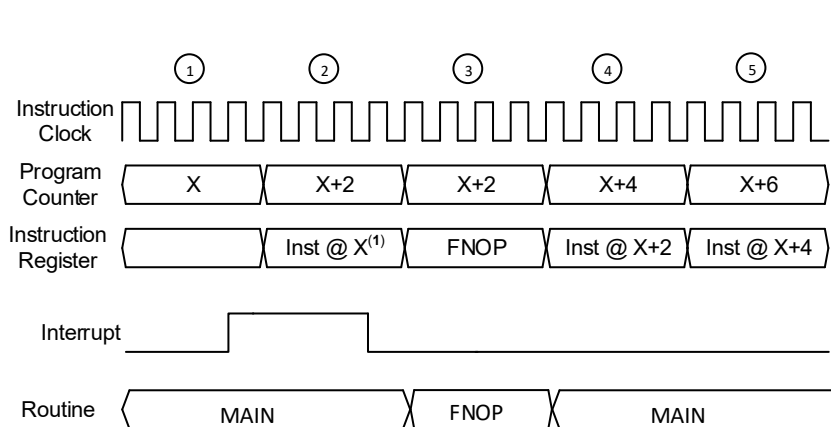 1 2 3 4 5
Instruction
Clock
Program
Counter
X X+2 X+2 X+4 X+6
Instruction
Register
Inst @ X(1) FNOP Inst @ X+2 Inst @ X+4
Interrupt
Routine MAIN FNOP MAIN